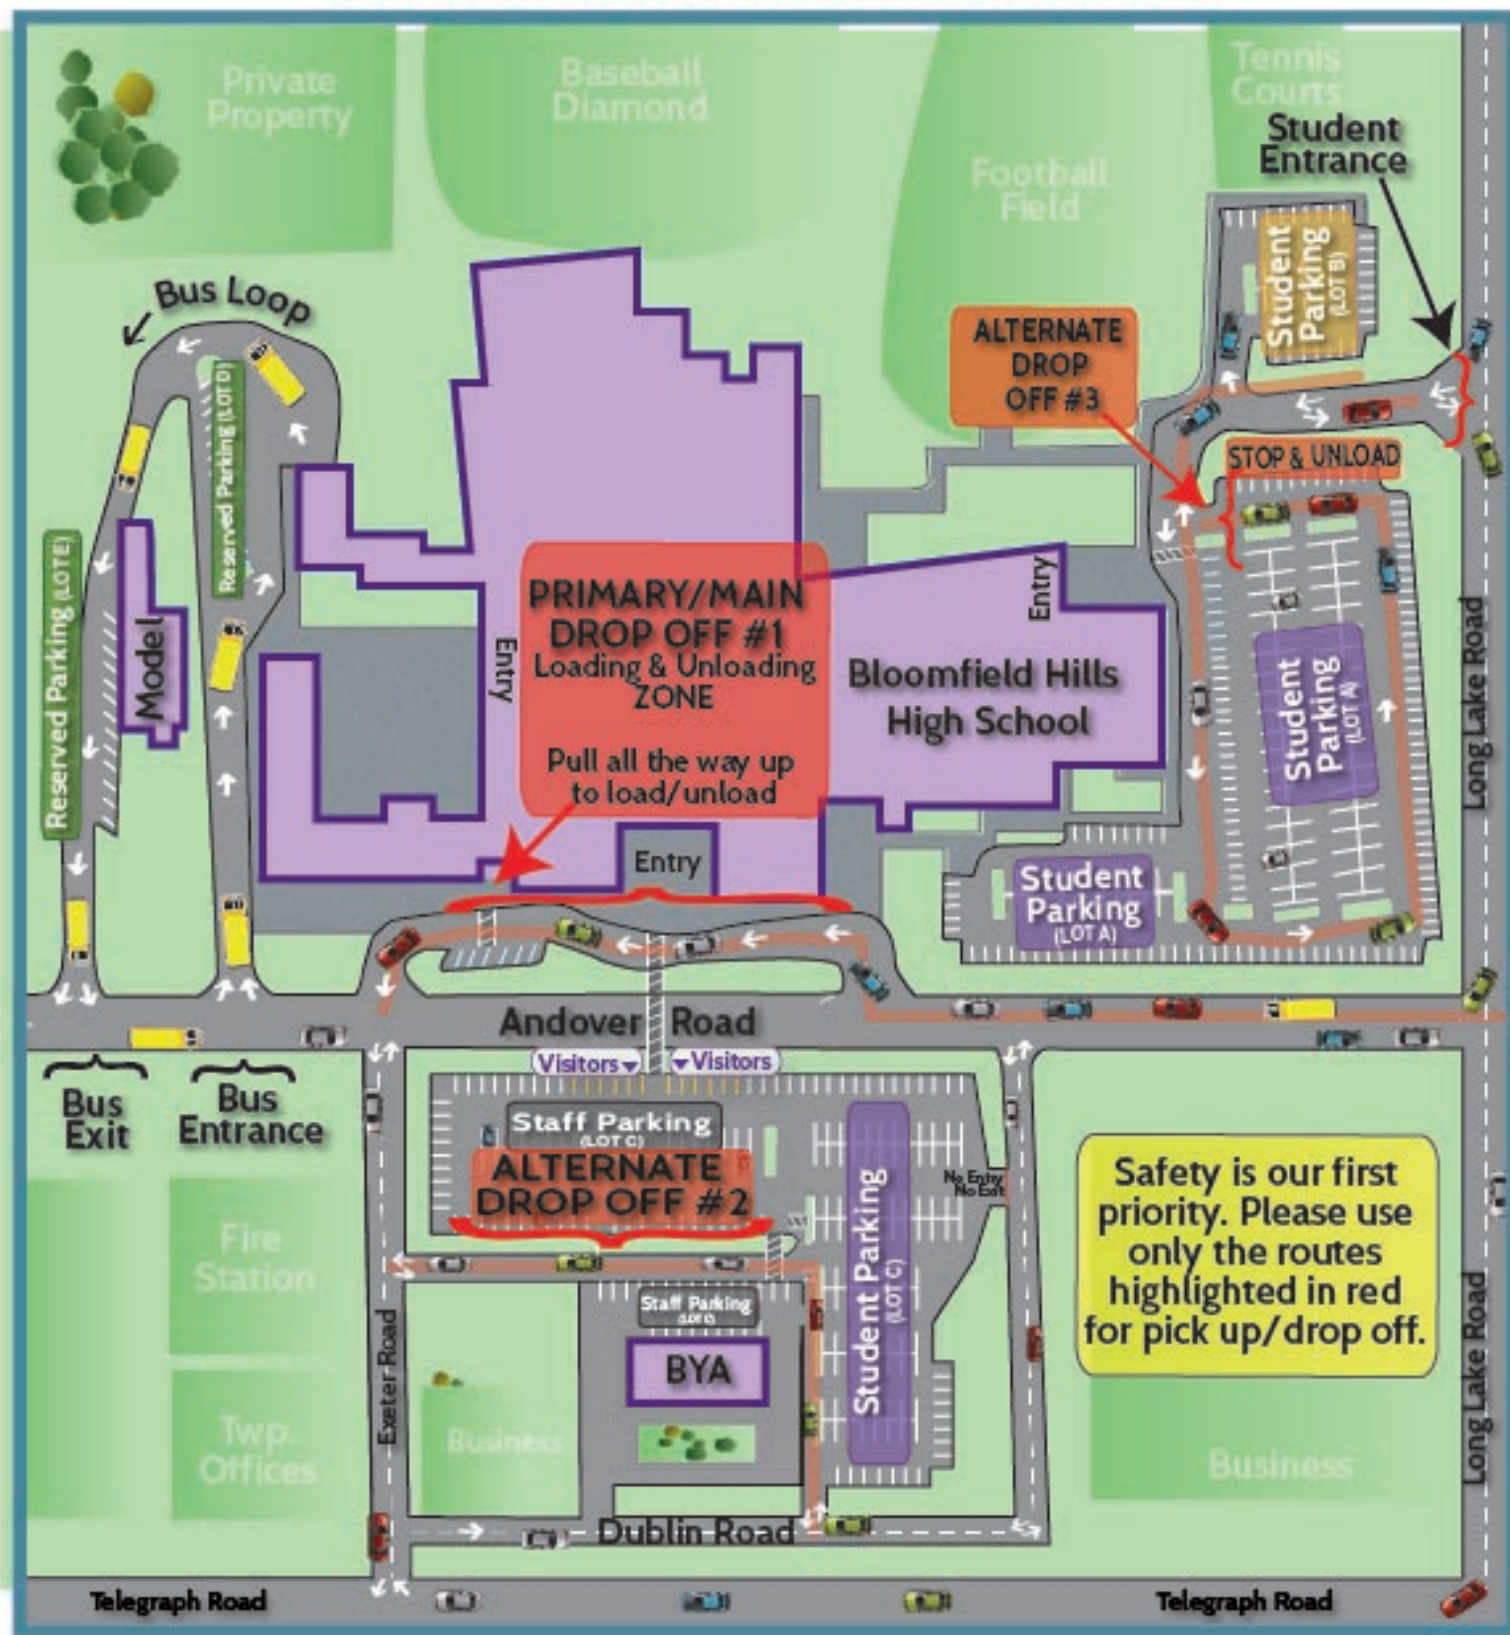 Private
Property
Baseball
Diamond
Football
Field
Tennis
Courts
Student
Entrance
Student
Parking
(LOT B)
Bus Loop
ALTERNATE
DROP
OFF #3
STOP & UNLOAD
Reserved Parking (LOT D)
Reserved Parking (LOT E)
Model
Entry
PRIMARY/MAIN
DROP OFF #1
Loading & Unloading
ZONE
Pull all the way up
to load/unload
Entry
Bloomfield Hills
High School
Student
Parking
(LOT A)
Long Lake Road
Entry
Student
Parking
(LOT A)
Andover Road
Visitors
Visitors
Bus
Exit
Bus
Entrance
Staff Parking
(LOT C)
ALTERNATE
DROP OFF #2
No Entry
No Exit
Student Parking
(LOT C)
Safety is our first
priority. Please use
only the routes
highlighted in red
for pick up/drop off.
Fire
Station
Staff Parking
(LOT C)
BYA
Exeter Road
Twp.
Offices
Business
Business
Long Lake Road
Dublin Road
Telegraph Road
Telegraph Road